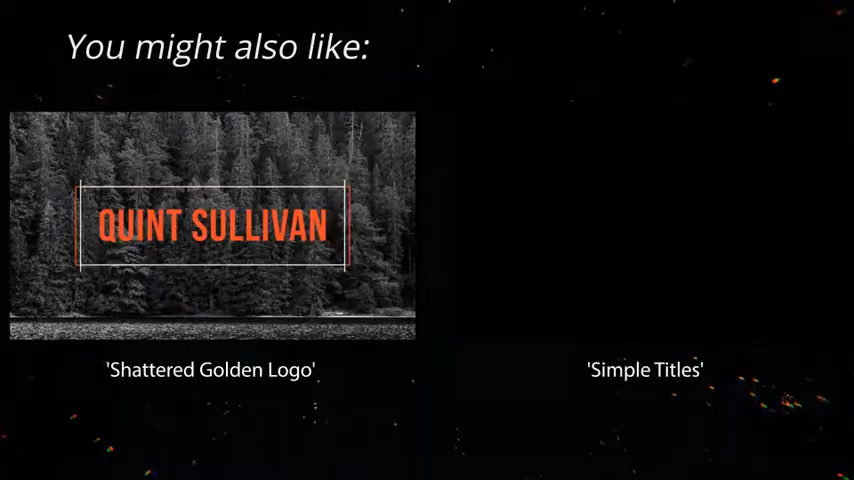 You might also like:
QUINT SULLIVAN
'Shattered Golden Logo'
'Simple Titles'